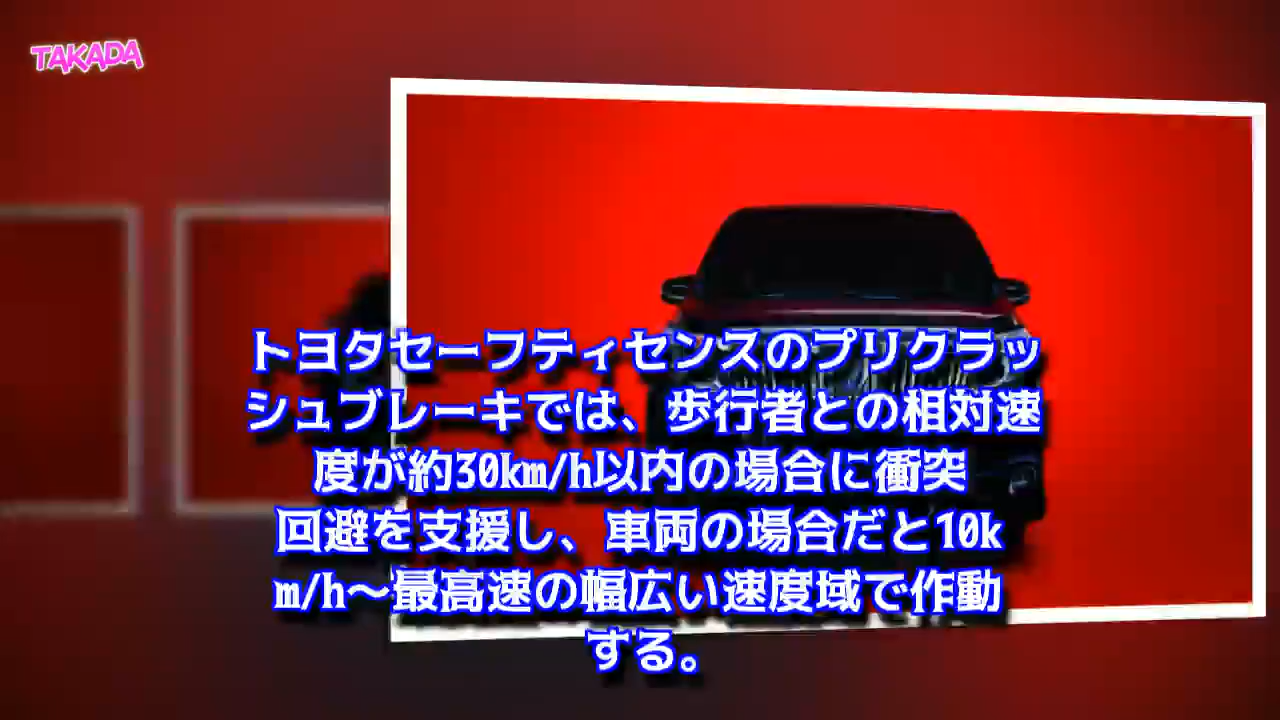 TAKADA
トヨタセーフティセンスのプリクラッ
シュブレーキでは、歩行者との相対速
度が約30km/h以内の場合に衝突
回避を支援し、車両の場合だと10k
m/h～最高速の幅広い速度域で作動
する。